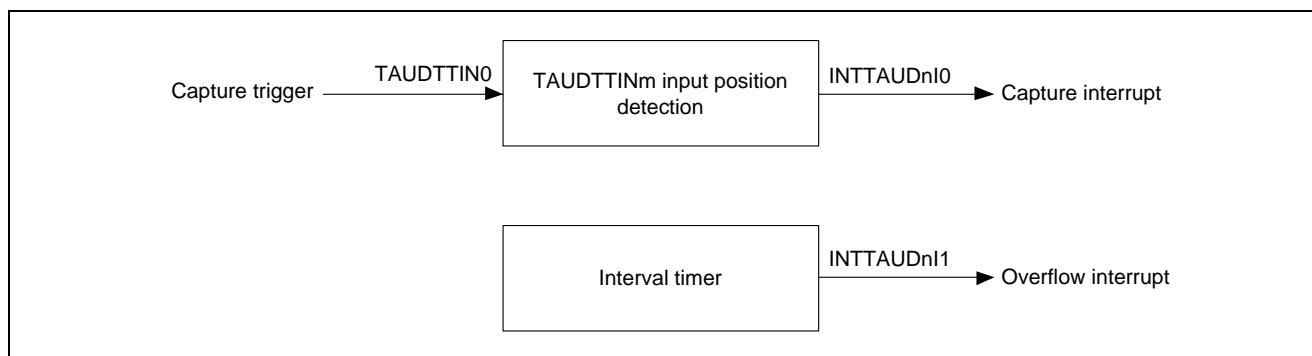 Capture trigger
TAUDTTIN0
TAUDTTINm input position
detection
INTTAUDnI0
Capture interrupt
Interval timer
INTTAUDnI1
Overflow interrupt